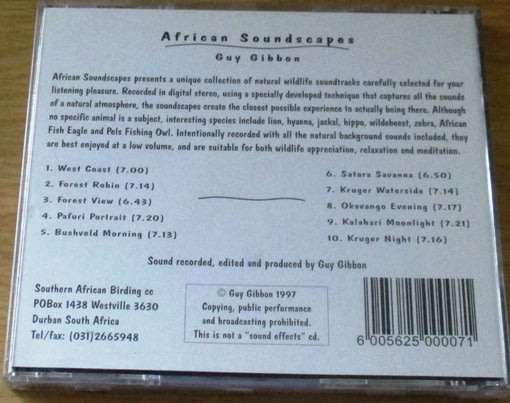 African Soundscapes
Guy Gibbon
African Soundscapes presents a unique collection of natural wildlife soundtracks carefully selected for your
listening pleasure. Recorded in digital stereo, using a specially developed technique that captures all the sounds
of a natural atmosphere, the soundscapes create the closest possible experience to actually being there. Although
no specific animal is a subject, interesting species include lion, hyaena, jackal, hippo, wildebeest, zebra, African
Fish Eagle and Pels Fishing Owl. Intentionally recorded with all the natural background sounds included, they
are best enjoyed at a low volume, and are suitable for both wildlife appreciation, relaxation and meditation.
1. West Coast (7.00)
2. Forest Robin (7.14)
3. Forest View (6.43)
4. Pafuri Portrait (7.20)
5. Bushveld Morning (7.13)
6. Satara Savanna (6.50)
7. Kruger Waterside (7.14)
8. Okavango Evening (7.17)
9. Kalahari Moonlight (7.21)
10. Kruger Night (7.16)
Sound recorded, edited and produced by Guy Gibbon
Southern African Birding cc
POBox 1438 Westville 3630
Durban South Africa
Tel/fax: (031)2665948
© Guy Gibbon 1997
Copying, public performance
and broadcasting prohibited.
This is not a "sound effects" cd.
6 005625 000071